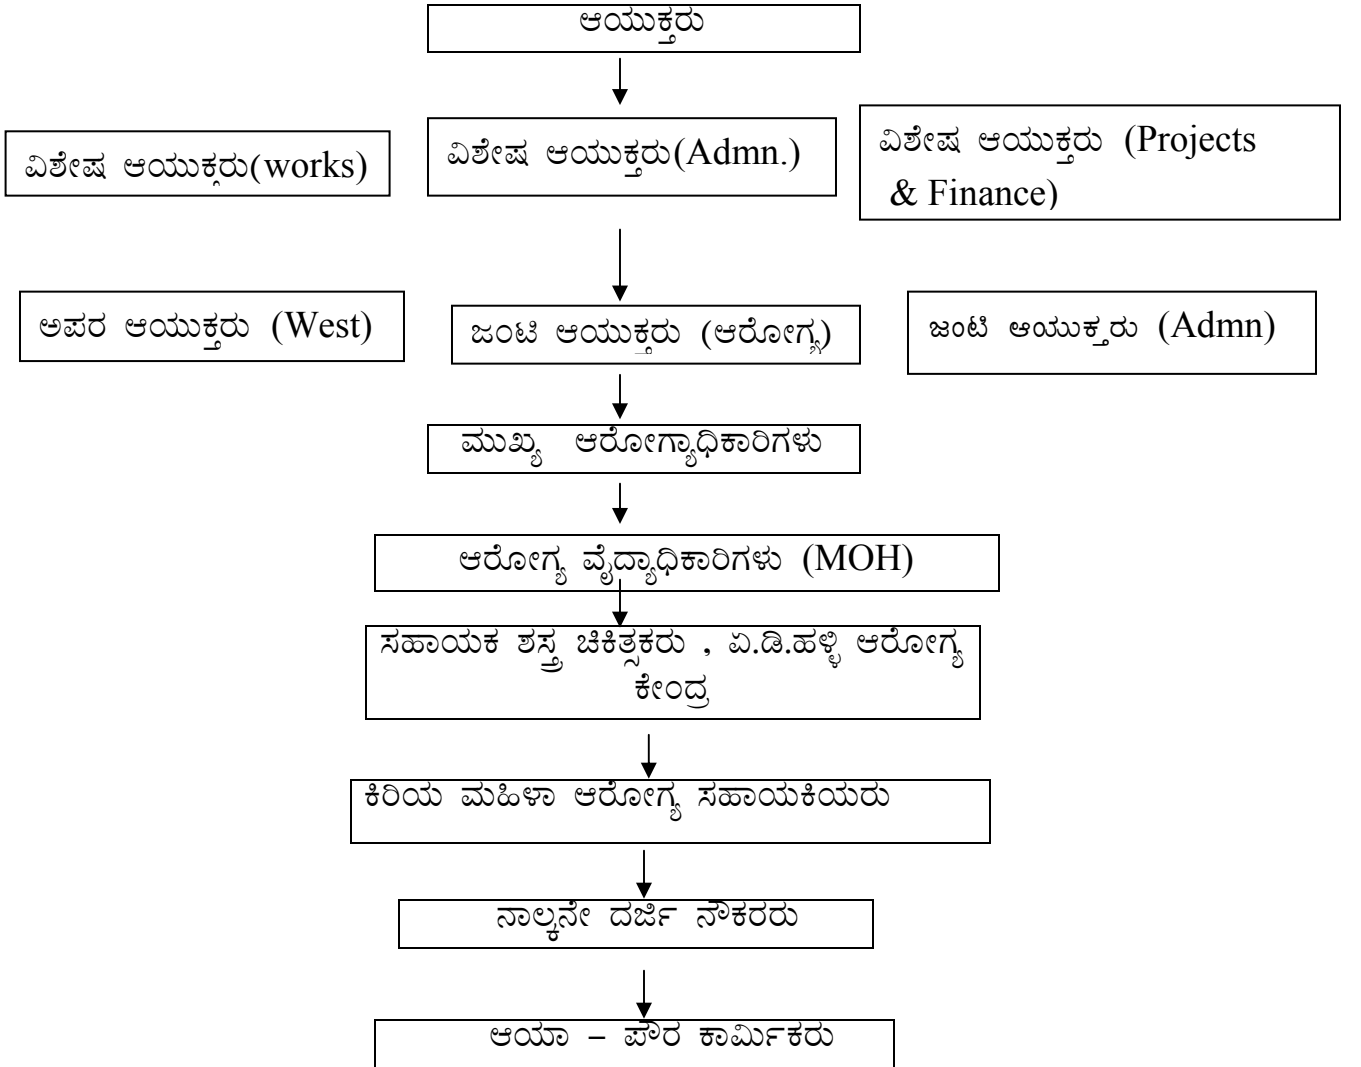 ಆಯುಕ್ತರು
ವಿಶೇಷ ಆಯುಕ್ತರು(works)
ವಿಶೇಷ ಆಯುಕ್ತರು(Admn.)
ವಿಶೇಷ ಆಯುಕ್ತರು (Projects
& Finance)
ಅಪರ ಆಯುಕ್ತರು (West)
ಜಂಟಿ ಆಯುಕ್ತರು (ಆರೋಗ್ಯ)
ಜಂಟಿ ಆಯುಕ್ತರು (Admn)
ಮುಖ್ಯ ಆರೋಗ್ಯಾಧಿಕಾರಿಗಳು
ಆರೋಗ್ಯ ವೈದ್ಯಾಧಿಕಾರಿಗಳು (MOH)
ಸಹಾಯಕ ಶಸ್ತ್ರ ಚಿಕಿತ್ಸಕರು , ಏ.ಡಿ.ಹಳ್ಳಿ ಆರೋಗ್ಯ
ಕೇಂದ್ರ
ಕಿರಿಯ ಮಹಿಳಾ ಆರೋಗ್ಯ ಸಹಾಯಕಿಯರು
ನಾಲ್ಕನೇ ದರ್ಜೆ ನೌಕರರು
ಆಯಾ – ಪೌರ ಕಾರ್ಮಿಕರು